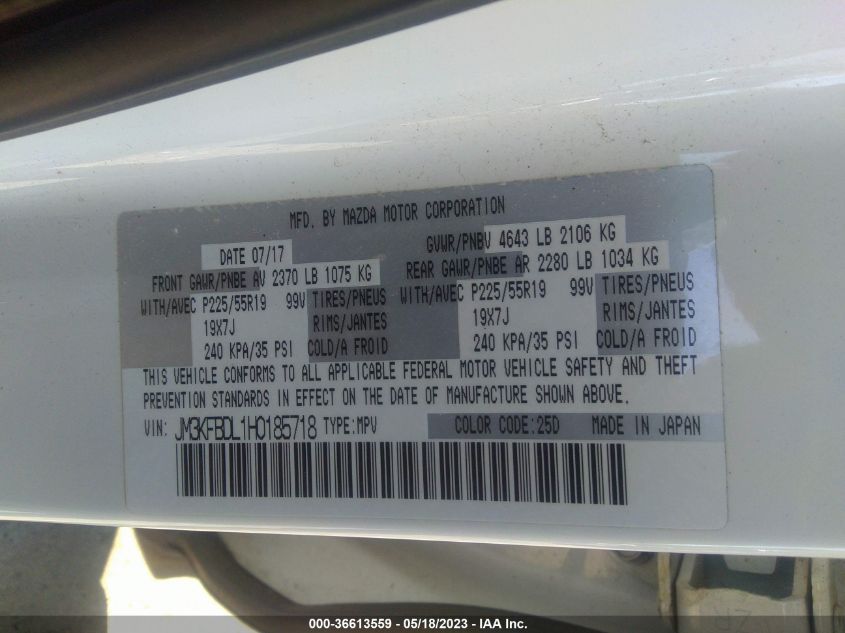 MFD. BY MAZDA MOTOR CORPORATION
DATE 07/17 GVWR/PNBV 4643 LB 2106 KG
FRONT GAWR/PNBE AV 2370 LB 1075 KG REAR GAWR/PNBE AR 2280 LB 1034 KG
WITH/AVEC P225/55R19 99V TIRES/PNEUS WITH/AVEC P225/55R19 99V TIRES/PNEUS
19X7J RIMS/JANTES 19X7J RIMS/JANTES
240 KPA/35 PSI COLD/A FROID 240 KPA/35 PSI COLD/A FROID
THIS VEHICLE CONFORMS TO ALL APPLICABLE FEDERAL MOTOR VEHICLE SAFETY AND THEFT
PREVENTION STANDARDS IN EFFECT ON THE DATE OF MANUFACTURE SHOWN ABOVE.
VIN: JM3KFBDL1H0185718 TYPE:MPV COLOR CODE:25D MADE IN JAPAN
000-36613559 - 05/18/2023 - IAA Inc.